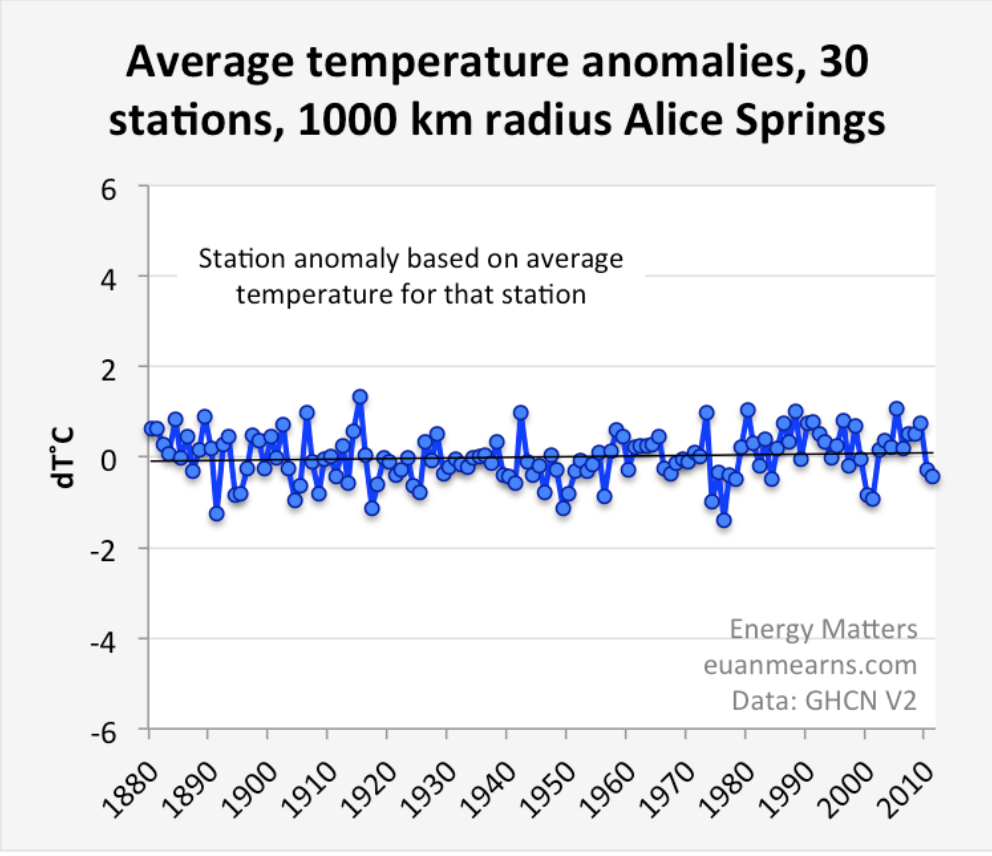 Average temperature anomalies, 30
stations, 1000 km radius Alice Springs
6
4
2
0
-2
-4
-6
dT°C
Station anomaly based on average
temperature for that station
Energy Matters
euanmearns.com
Data: GHCN V2
1880
1890
1900
1910
1920
1930
1940
1950
1960
1970
1980
1990
2000
2010